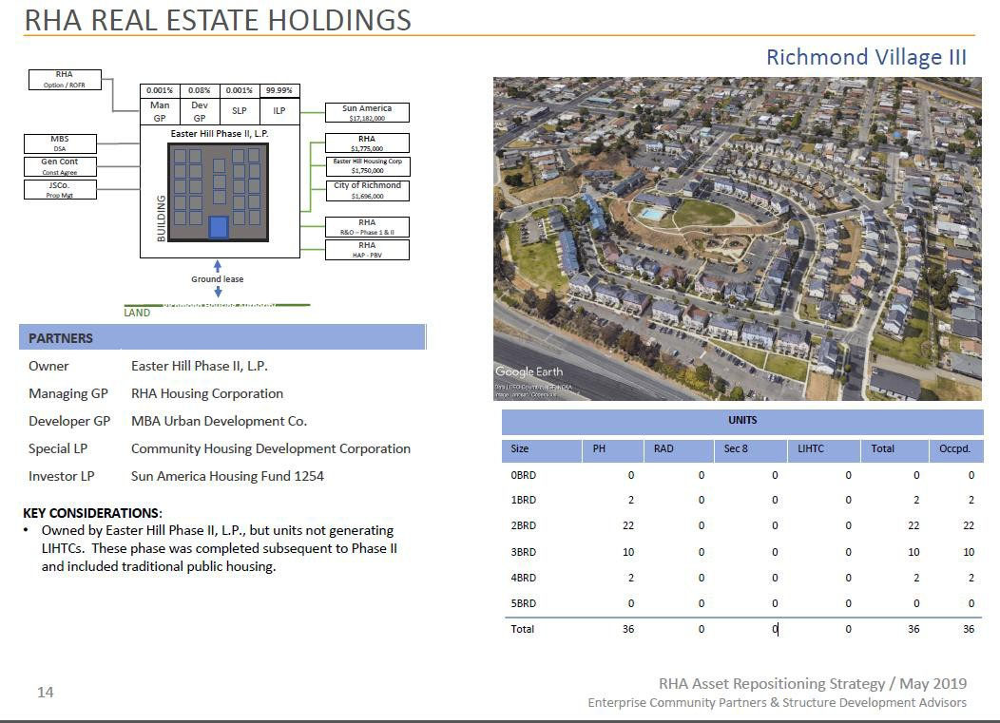 RHA REAL ESTATE HOLDINGS
Richmond Village III
RHA
Option / ROFR
0.001% 0.08% 0.001% 99.99%
Man GP Dev GP SLP ILP
Easter Hill Phase II, L.P.
BUILDING
MBS
DSA
Gen Cont
Const Agree
JSCo.
Prop Mgt
Sun America
$17,182,000
RHA
$1,775,000
Easter Hill Housing Corp
$1,750,000
City of Richmond
$1,696,000
RHA
R&O – Phase 1 & II
RHA
HAP - PBV
Ground lease
Richmond Housing Authority
LAND
PARTNERS
Owner Easter Hill Phase II, L.P.
Managing GP RHA Housing Corporation
Developer GP MBA Urban Development Co.
Special LP Community Housing Development Corporation
Investor LP Sun America Housing Fund 1254
KEY CONSIDERATIONS:
• Owned by Easter Hill Phase II, L.P., but units not generating
LIHTCs. These phase was completed subsequent to Phase II
and included traditional public housing.
Google Earth
UNITS
Size PH RAD Sec 8 LIHTC Total Occpd.
0BRD 0 0 0 0 0 0
1BRD 2 0 0 0 2 2
2BRD 22 0 0 0 22 22
3BRD 10 0 0 0 10 10
4BRD 2 0 0 0 2 2
5BRD 0 0 0 0 0 0
Total 36 0 0 0 36 36
14
RHA Asset Repositioning Strategy / May 2019
Enterprise Community Partners & Structure Development Advisors